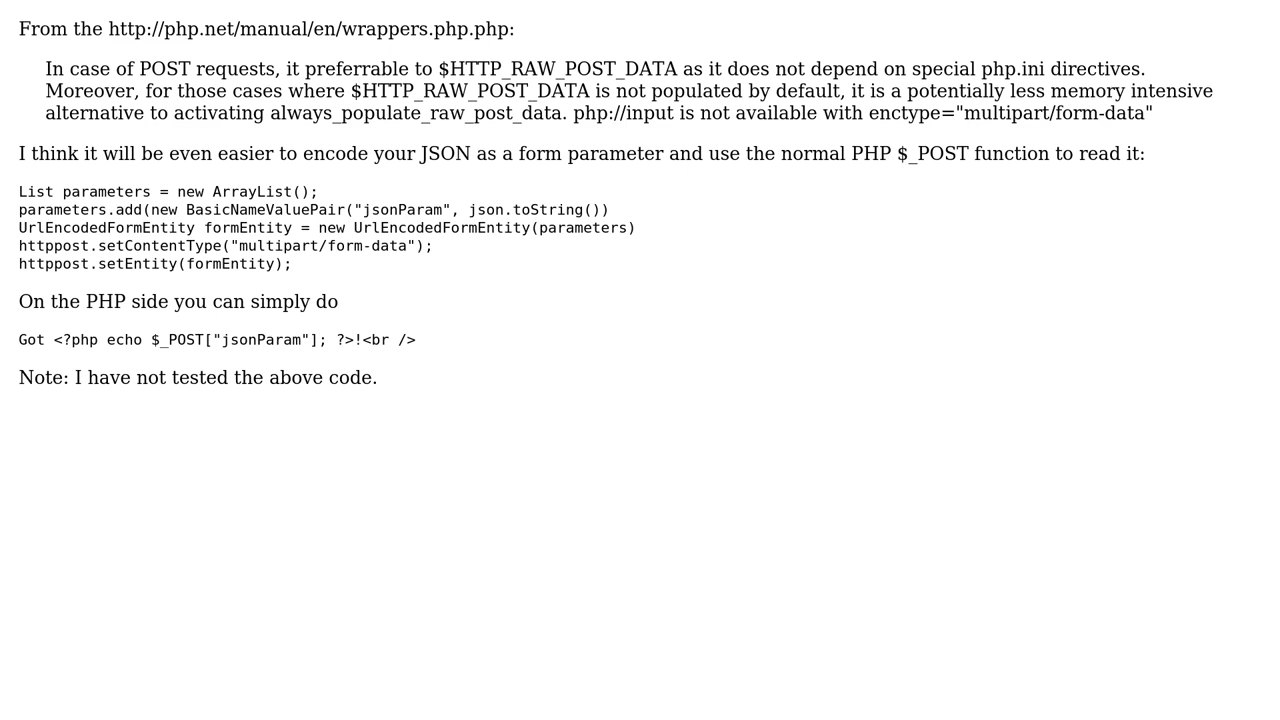 From the http://php.net/manual/en/wrappers.php.php:
In case of POST requests, it preferrable to $HTTP_RAW_POST_DATA as it does not depend on special php.ini directives.
Moreover, for those cases where $HTTP_RAW_POST_DATA is not populated by default, it is a potentially less memory intensive
alternative to activating always_populate_raw_post_data. php://input is not available with enctype="multipart/form-data"
I think it will be even easier to encode your JSON as a form parameter and use the normal PHP $_POST function to read it:
List parameters = new ArrayList();
parameters.add(new BasicNameValuePair("jsonParam", json.toString())
UrlEncodedFormEntity formEntity = new UrlEncodedFormEntity(parameters)
httppost.setContentType("multipart/form-data");
httppost.setEntity(formEntity);
On the PHP side you can simply do
Got <?php echo $_POST["jsonParam"]; ?>!<br />
Note: I have not tested the above code.